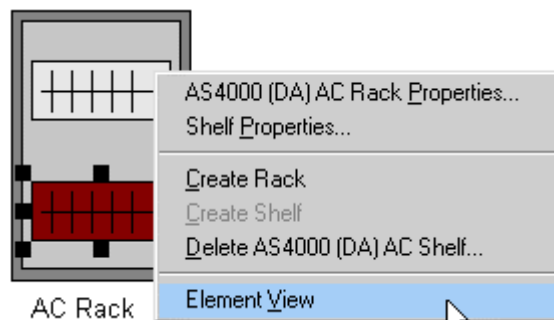 AS4000 (DA) AC Rack Properties...
Shelf Properties...
Create Rack
Create Shelf
Delete AS4000 (DA) AC Shelf...
Element View
AC Rack